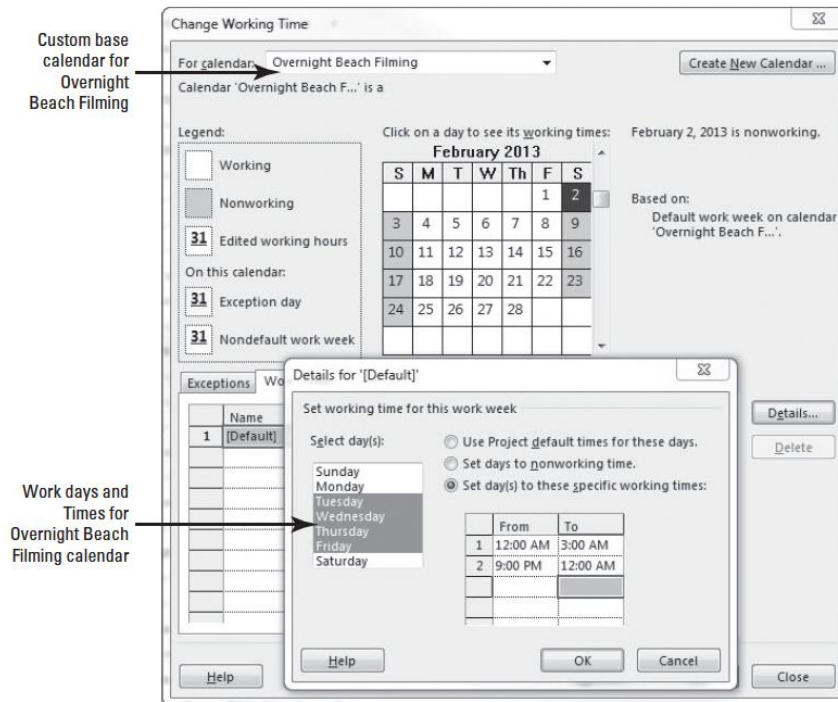 Change Working Time
Custom base
calendar for
Overnight
Beach Filming
For calendar: Overnight Beach Filming
Create New Calendar ...
Calendar 'Overnight Beach F...' is a
Legend:
Working
Nonworking
31 Edited working hours
On this calendar:
31 Exception day
31 Nondefault work week
Click on a day to see its working times:
February 2013
S M T W Th F S
1 2
3 4 5 6 7 8 9
10 11 12 13 14 15 16
17 18 19 20 21 22 23
24 25 26 27 28
February 2, 2013 is nonworking.
Based on:
Default work week on calendar
'Overnight Beach F...'.
Exceptions Wo
Name
1 [Default]
Details...
Delete
Work days and
Times for
Overnight Beach
Filming calendar
Details for '[Default]'
Set working time for this work week
Select day(s):
Sunday
Monday
Tuesday
Wednesday
Thursday
Friday
Saturday
Use Project default times for these days.
Set days to nonworking time.
Set day(s) to these specific working times:
From To
1 12:00 AM 3:00 AM
2 9:00 PM 12:00 AM
Help OK Cancel
Help Close